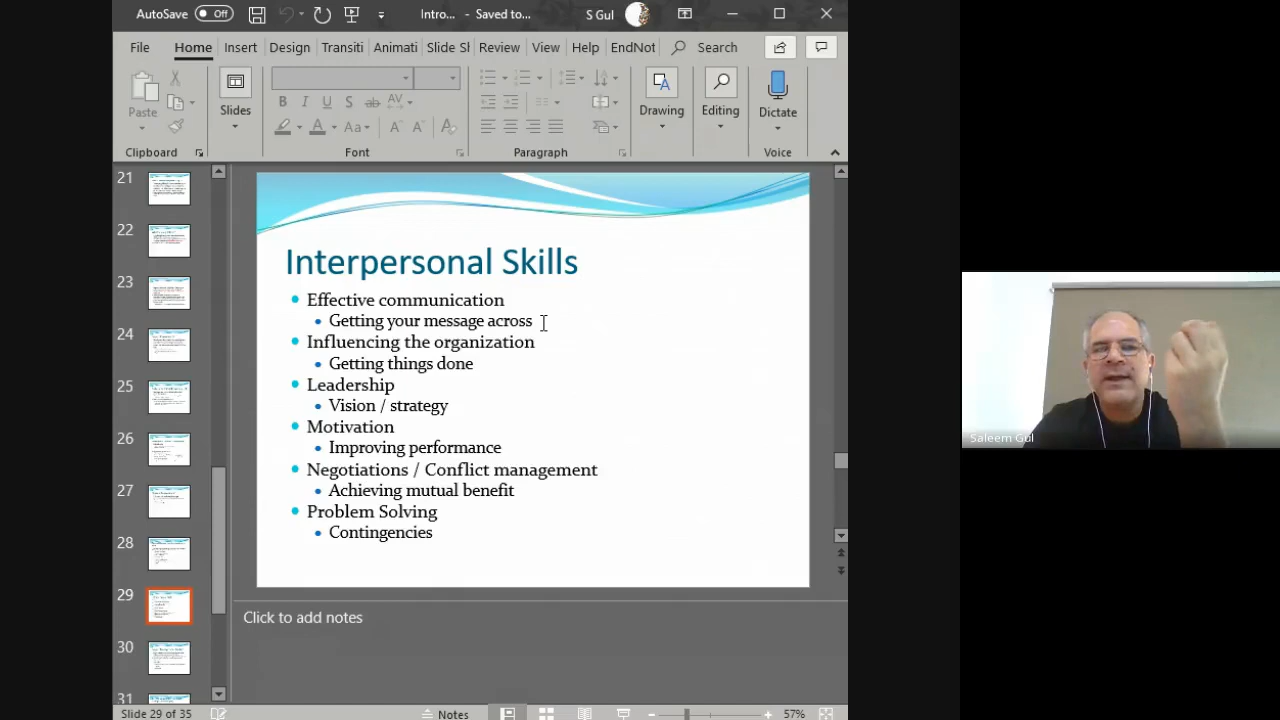 AutoSave Off Intro... - Saved to... S Gul
File Home Insert Design Transiti Animati Slide Sl Review View Help EndNot Search
Paste Slides Drawing Editing Dictate
B I U S ab AV
A Aa A A A
Clipboard Font Paragraph Voice
21
22
23
24
25
26
27
28
29
30
31
Interpersonal Skills
Effective communication
Getting your message across
Influencing the organization
Getting things done
Leadership
Vision / strategy
Motivation
Improving performance
Negotiations / Conflict management
Achieving mutual benefit
Problem Solving
Contingencies
Click to add notes
Slide 29 of 35 Notes 57%
Saleem Gul